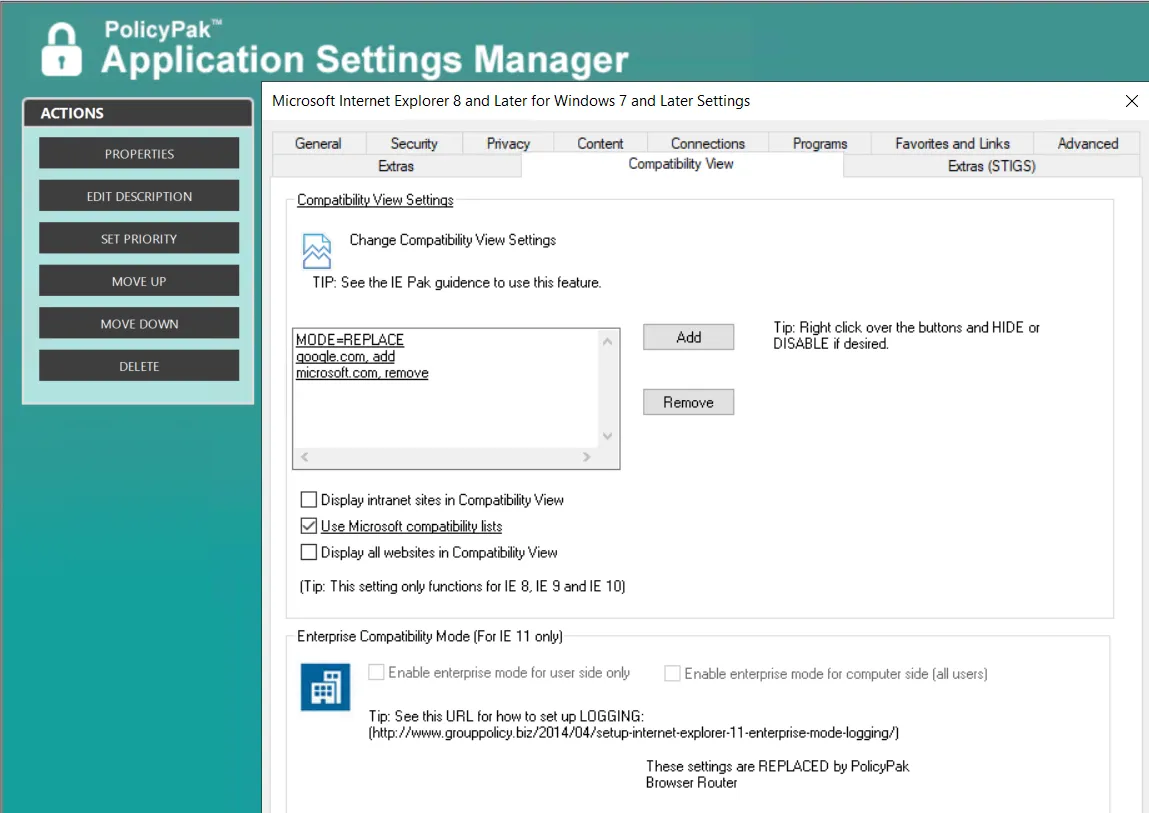 PolicyPak™
Application Settings Manager
ACTIONS
PROPERTIES
EDIT DESCRIPTION
SET PRIORITY
MOVE UP
MOVE DOWN
DELETE
Microsoft Internet Explorer 8 and Later for Windows 7 and Later Settings
General Security Privacy Content Connections Programs Favorites and Links Advanced
Extras Compatibility View Extras (STIGS)
Compatibility View Settings
Change Compatibility View Settings
TIP: See the IE Pak guidence to use this feature.
MODE=REPLACE
google.com, add
microsoft.com, remove
Add
Remove
Tip: Right click over the buttons and HIDE or
DISABLE if desired.
Display intranet sites in Compatibility View
Use Microsoft compatibility lists
Display all websites in Compatibility View
(Tip: This setting only functions for IE 8, IE 9 and IE 10)
Enterprise Compatibility Mode (For IE 11 only)
Enable enterprise mode for user side only
Enable enterprise mode for computer side (all users)
Tip: See this URL for how to set up LOGGING:
(http://www.grouppolicy.biz/2014/04/setup-internet-explorer-11-enterprise-mode-logging/)
These settings are REPLACED by PolicyPak
Browser Router